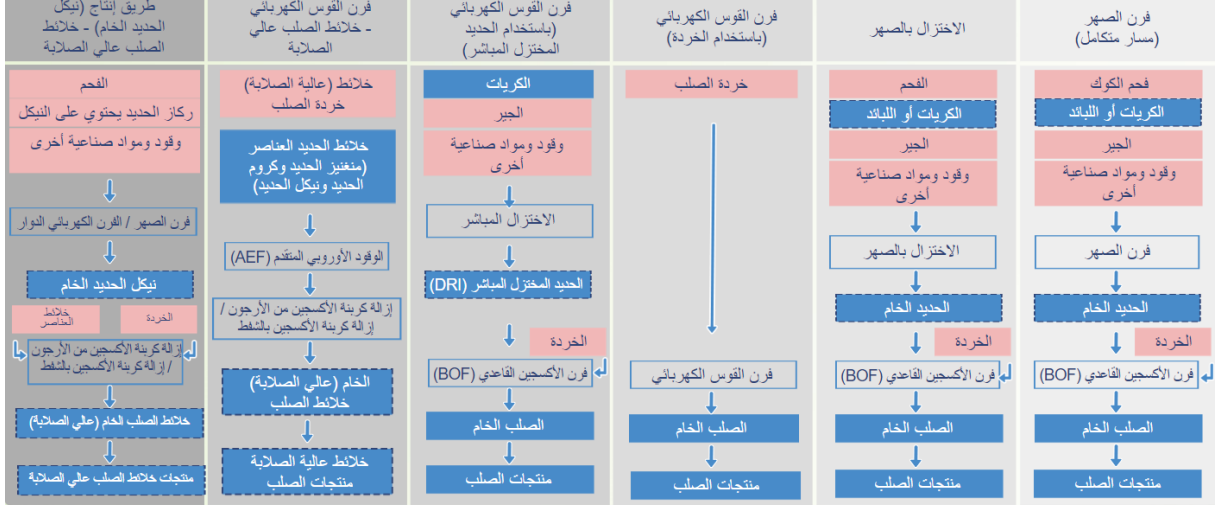 فرن الصهر
(مسار متكامل)
فحم الكوك
الكريات أو اللبائد
الجير
وقود ومواد صناعية
أخرى
فرن الصهر
الحديد الخام
الخردة
فرن الأكسجين القاعدي (BOF)
الصلب الخام
منتجات الصلب
الاختزال بالصهر
الفحم
الكريات أو اللبائد
الجير
وقود ومواد صناعية
أخرى
الاختزال بالصهر
الحديد الخام
الخردة
فرن الأكسجين القاعدي (BOF)
الصلب الخام
منتجات الصلب
فرن القوس الكهربائي
(باستخدام الخردة)
خردة الصلب
فرن القوس الكهربائي
الصلب الخام
منتجات الصلب
فرن القوس الكهربائي
(باستخدام الحديد
المختزل المباشر)
الكريات
الجير
وقود ومواد صناعية
أخرى
الاختزال المباشر
الحديد المختزل المباشر (DRI)
الخردة
فرن الأكسجين القاعدي (BOF)
الصلب الخام
منتجات الصلب
فرن القوس الكهربائي
- خلائط الصلب عالي
الصلابة
خلائط (عالية الصلابة)
خردة الصلب
خلائط الحديد العناصر
(منغنيز الحديد وكروم
الحديد ونيكل الحديد)
الوقود الأوروبي المتقدم (AEF)
إزالة كربنة الأكسجين من الأرجون /
إزالة كربنة الأكسجين بالشفط
الخام (عالي الصلابة)
خلائط الصلب
خلائط عالية الصلابة
منتجات الصلب
طريق إنتاج (نيكل
الحديد الخام) - خلائط
الصلب عالي الصلابة
الفحم
ركاز الحديد يحتوي على النيكل
وقود ومواد صناعية أخرى
فرن الصهر / الفرن الكهربائي الدوار
نيكل الحديد الخام
الخردة
خلائط
العناصر
إزالة كربنة الأكسجين من الأرجون
/ إزالة كربنة الأكسجين بالشفط
خلائط الصلب الخام (عالي الصلابة)
منتجات خلائط الصلب عالي الصلابة